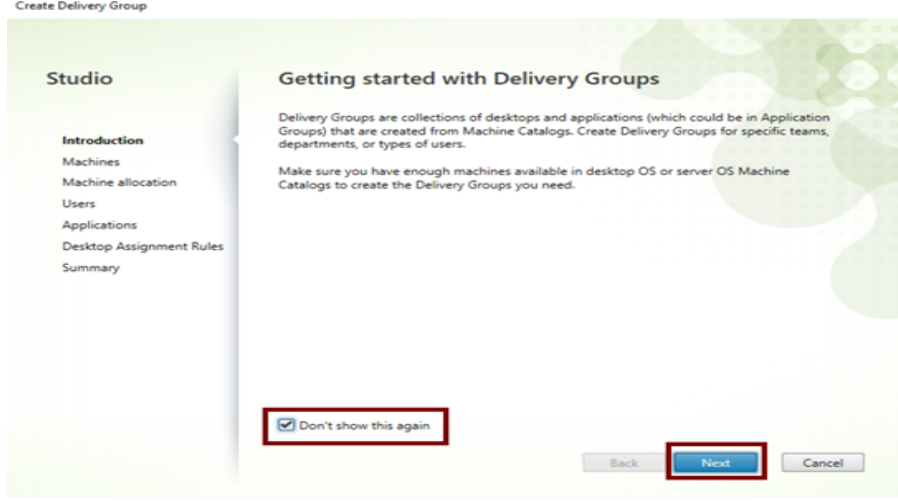 Create Delivery Group
Studio
Introduction
Machines
Machine allocation
Users
Applications
Desktop Assignment Rules
Summary
Getting started with Delivery Groups
Delivery Groups are collections of desktops and applications (which could be in Application
Groups) that are created from Machine Catalogs. Create Delivery Groups for specific teams,
departments, or types of users.
Make sure you have enough machines available in desktop OS or server OS Machine
Catalogs to create the Delivery Groups you need.
Don't show this again
Back
Next
Cancel